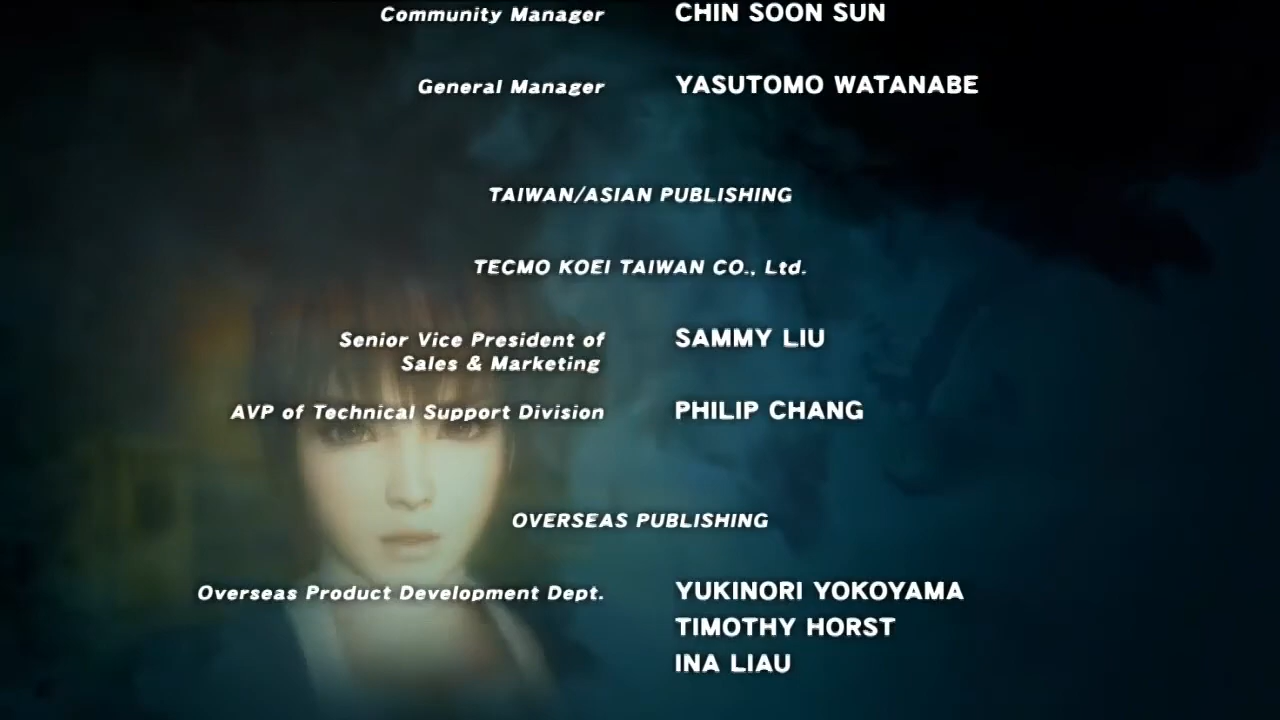 Community Manager CHIN SOON SUN
General Manager YASUTOMO WATANABE
TAIWAN/ASIAN PUBLISHING
TECMO KOEI TAIWAN CO., Ltd.
Senior Vice President of SAMMY LIU
Sales & Marketing
AVP of Technical Support Division PHILIP CHANG
OVERSEAS PUBLISHING
Overseas Product Development Dept. YUKINORI YOKOYAMA
TIMOTHY HORST
INA LIAU